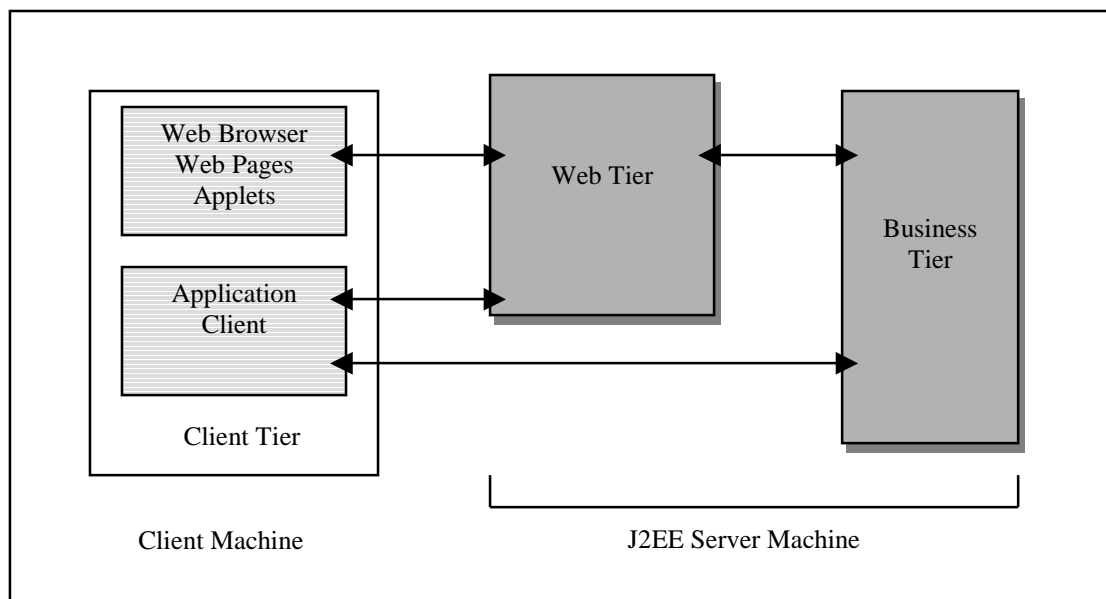 Web Browser
Web Pages
Applets
Web Tier
Business
Tier
Application
Client
Client Tier
Client Machine
J2EE Server Machine